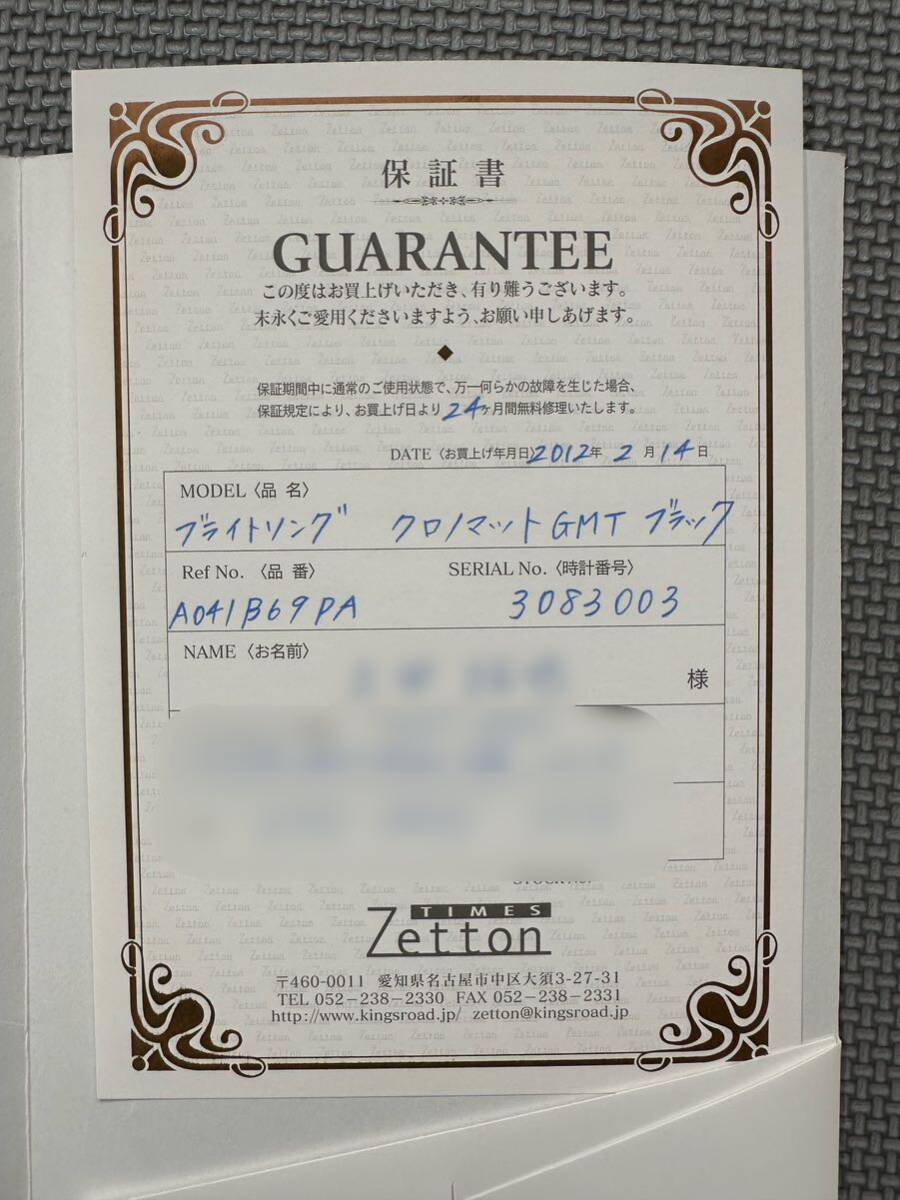 保証書
GUARANTEE
この度はお買上げいただき、有り難うございます。
末永くご愛用くださいますよう、お願い申しあげます。
保証期間中に通常のご使用状態で、万一何らかの故障を生じた場合、
保証規定により、お買上げ日より24ヶ月間無料修理いたします。
DATE〈お買上げ年月日〉2012年 2月14日
MODEL〈品 名〉
ブライトリング クロノマットGMT ブラック
Ref No.〈品 番〉 SERIAL No.〈時計番号〉
A041B69PA 3083003
NAME〈お名前〉
様
STOCK No.
TIMES
Zetton
〒460-0011 愛知県名古屋市中区大須3-27-31
TEL 052-238-2330 FAX 052-238-2331
http://www.kingsroad.jp/ zetton@kingsroad.jp